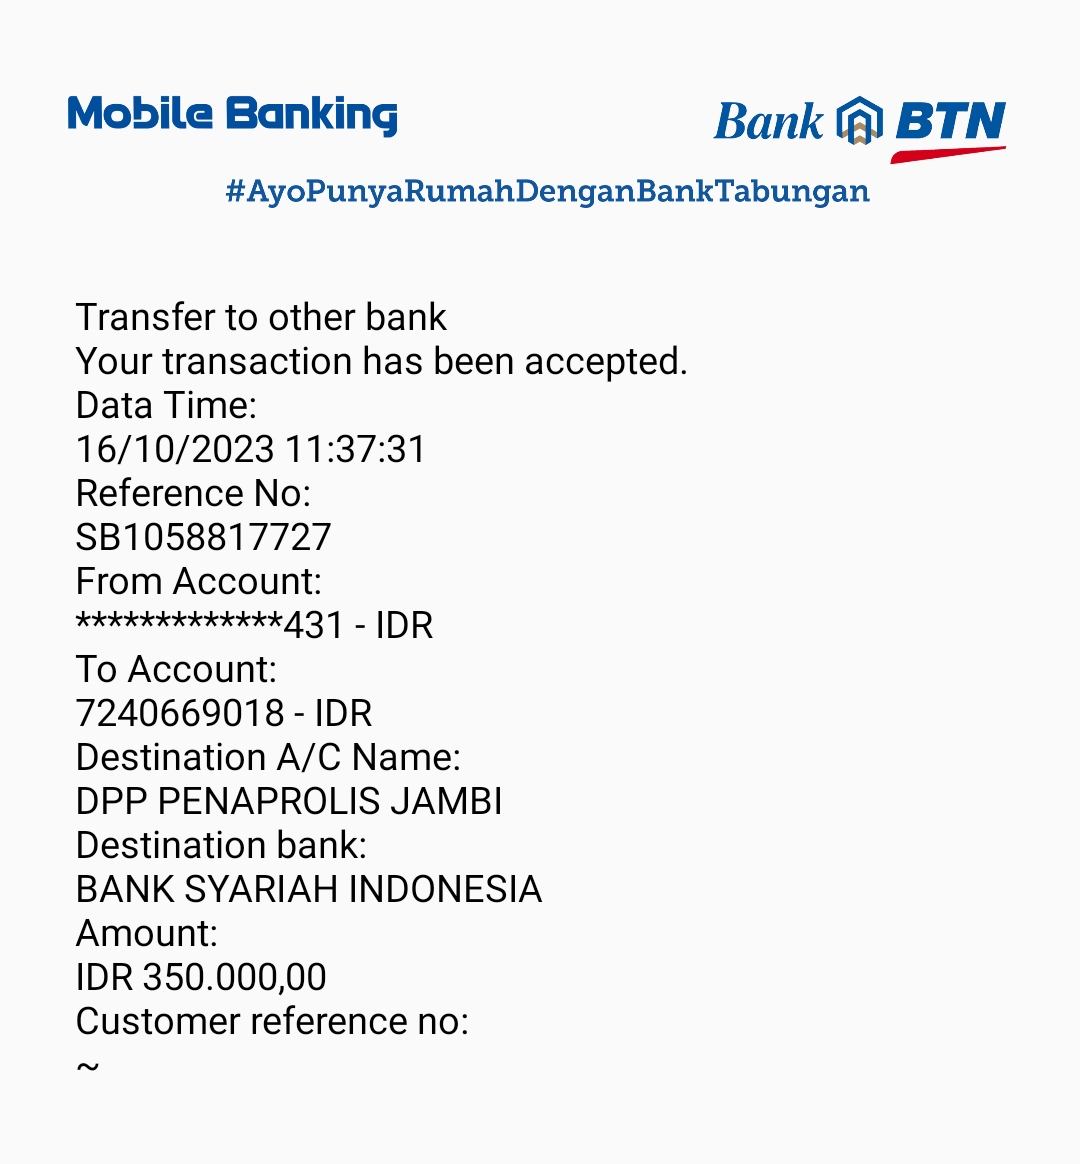 Mobile Banking
Bank BTN
#AyoPunyaRumahDenganBankTabungan
Transfer to other bank
Your transaction has been accepted.
Data Time:
16/10/2023 11:37:31
Reference No:
SB1058817727
From Account:
*************431 - IDR
To Account:
7240669018 - IDR
Destination A/C Name:
DPP PENAPROLIS JAMBI
Destination bank:
BANK SYARIAH INDONESIA
Amount:
IDR 350.000,00
Customer reference no:
~